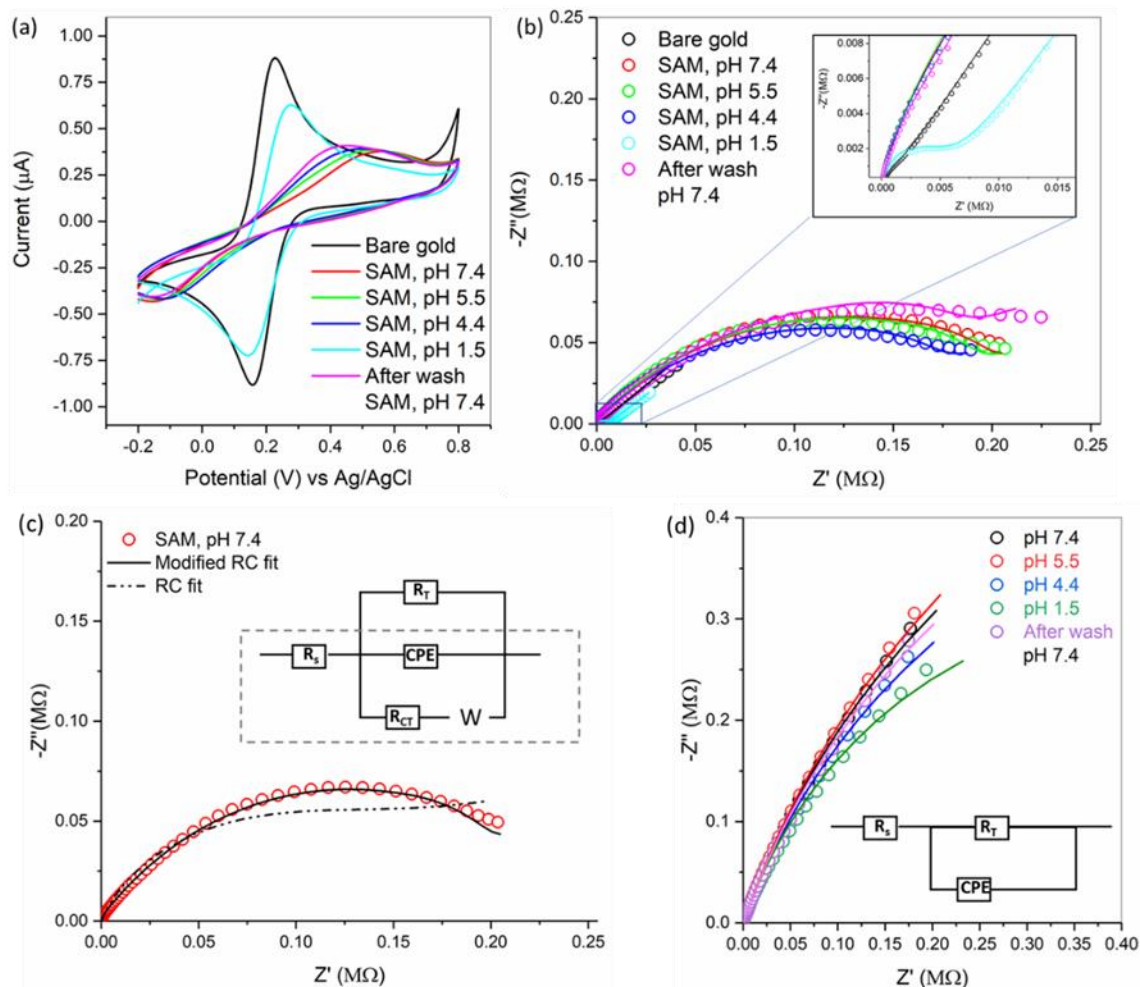 (a)
1.00
0.75
0.50
0.25
0.00
-0.25
-0.50
-0.75
-1.00
Current (μA)
Bare gold
SAM, pH 7.4
SAM, pH 5.5
SAM, pH 4.4
SAM, pH 1.5
After wash
SAM, pH 7.4
-0.2 0.0 0.2 0.4 0.6 0.8
Potential (V) vs Ag/AgCl
(b)
0.25
0.20
0.15
0.10
0.05
0.00
-Z"(MΩ)
Bare gold
SAM, pH 7.4
SAM, pH 5.5
SAM, pH 4.4
SAM, pH 1.5
After wash
pH 7.4
0.008
0.006
0.004
0.002
-Z"(MΩ)
0.000 0.005 0.010 0.015
Z' (MΩ)
0.00 0.05 0.10 0.15 0.20 0.25
Z' (MΩ)
(c)
0.20
0.15
0.10
0.05
0.00
-Z"(MΩ)
SAM, pH 7.4
Modified RC fit
RC fit
RT
Rs
CPE
RCT
W
0.00 0.05 0.10 0.15 0.20 0.25
Z' (MΩ)
(d)
0.4
0.3
0.2
0.1
0.0
-Z" (MΩ)
pH 7.4
pH 5.5
pH 4.4
pH 1.5
After wash
pH 7.4
Rs
RT
CPE
0.00 0.05 0.10 0.15 0.20 0.25 0.30 0.35 0.40
Z' (MΩ)